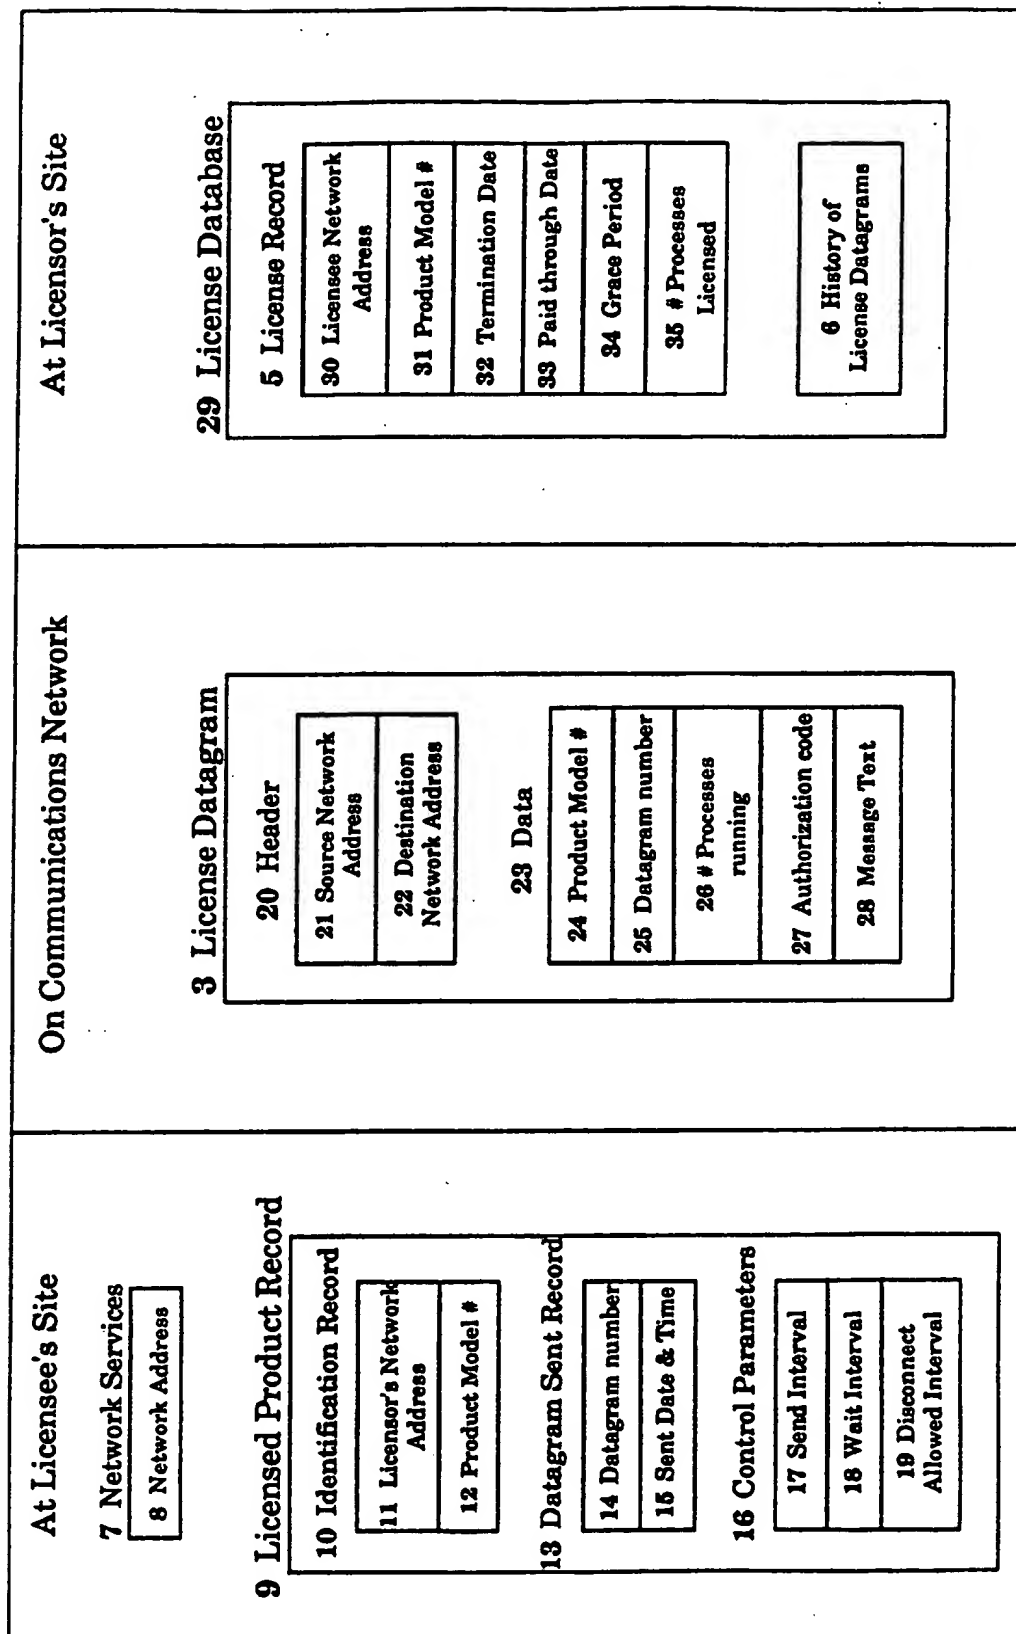 At Licensee's Site
7 Network Services
8 Network Address
9 Licensed Product Record
10 Identification Record
11 Licensor's Network
Address
12 Product Model #
13 Datagram Sent Record
14 Datagram number
15 Sent Date & Time
16 Control Parameters
17 Send Interval
18 Wait Interval
19 Disconnect
Allowed Interval
On Communications Network
3 License Datagram
20 Header
21 Source Network
Address
22 Destination
Network Address
23 Data
24 Product Model #
25 Datagram number
26 # Processes
running
27 Authorization code
28 Message Text
At Licensor's Site
29 License Database
5 License Record
30 Licensee Network
Address
31 Product Model #
32 Termination Date
33 Paid through Date
34 Grace Period
35 # Processes
Licensed
6 History of
License Datagrams